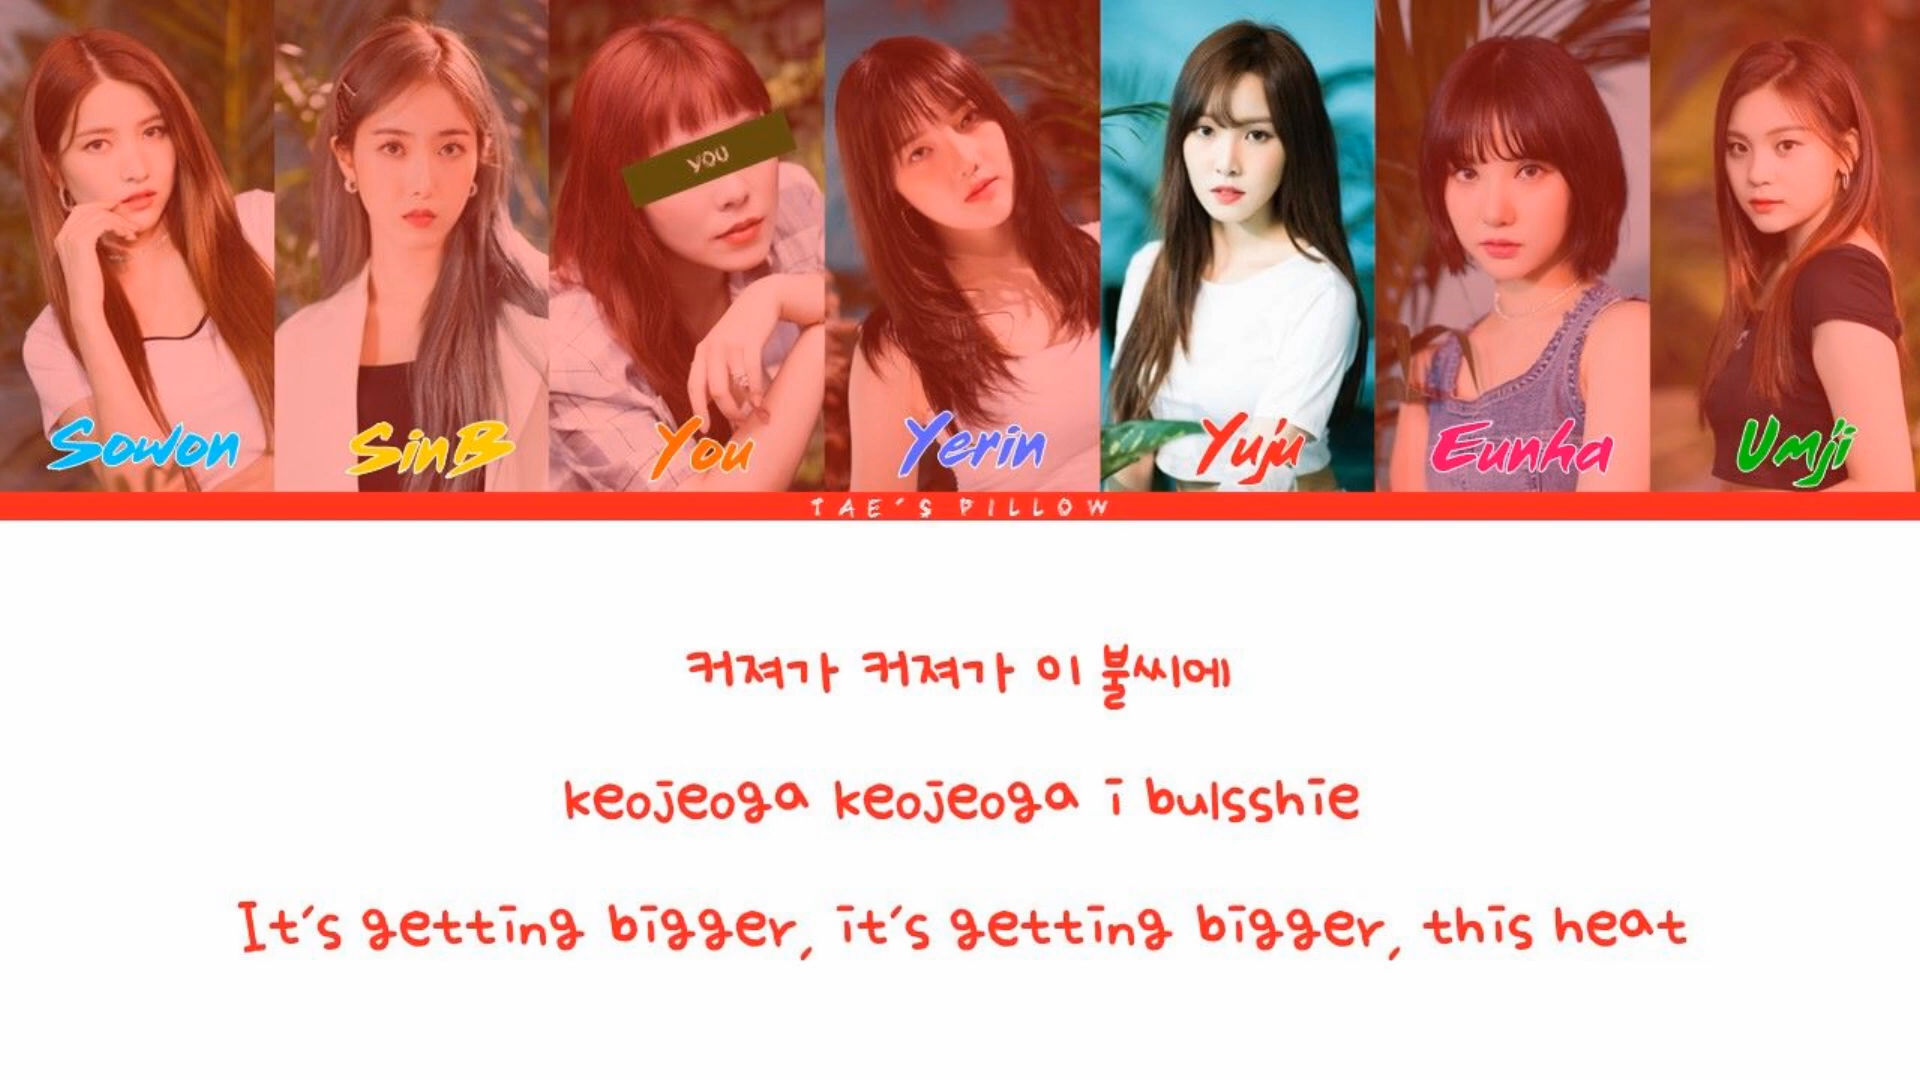 YOU
Sowon
SinB
You
Yerin
Yuju
Eunha
Umji
TAE'S PILLOW
커져가 커져가 이 불씨에
keojeoga keojeoga i bulsshie
It's getting bigger, it's getting bigger, this heat